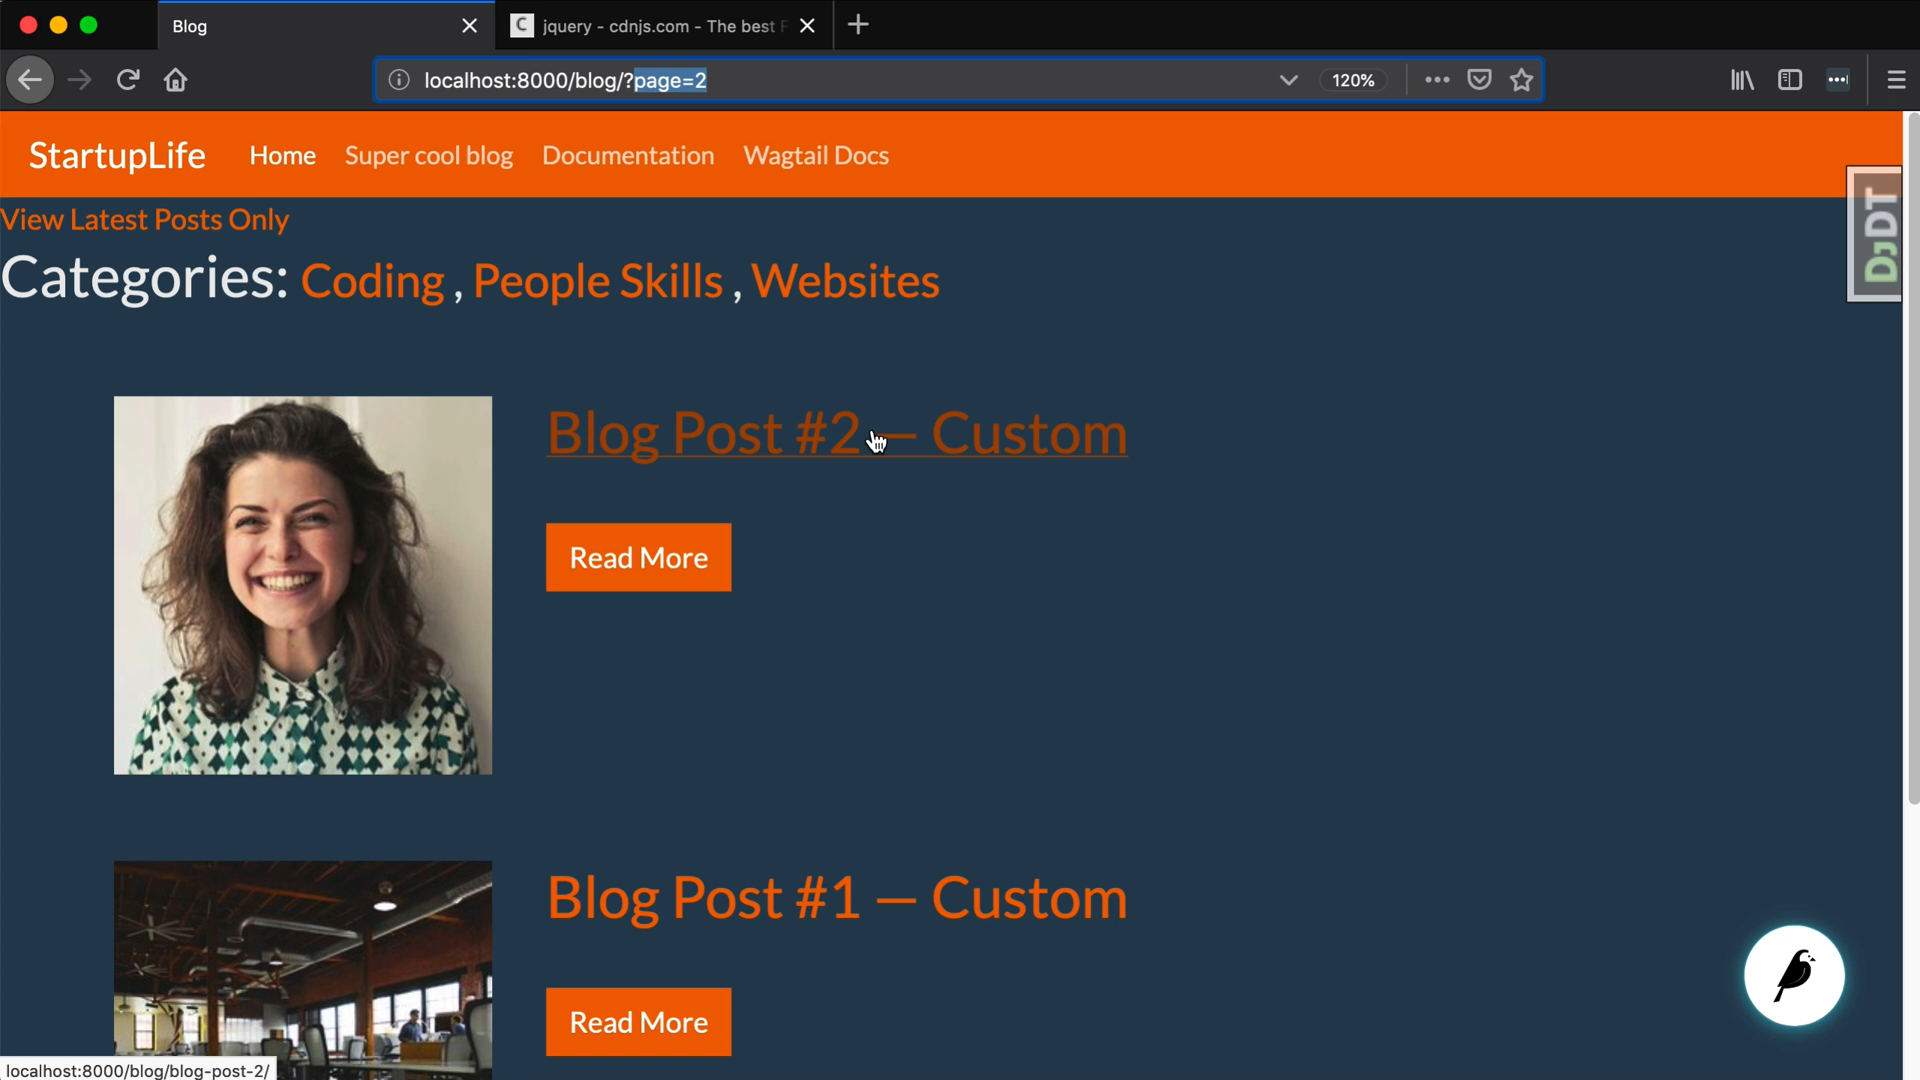 Blog
C jquery - cdnjs.com - The best F
localhost:8000/blog/?page=2
120%
StartupLife
Home
Super cool blog
Documentation
Wagtail Docs
View Latest Posts Only
Categories: Coding , People Skills , Websites
DJDT
Blog Post #2 — Custom
Read More
Blog Post #1 — Custom
Read More
localhost:8000/blog/blog-post-2/